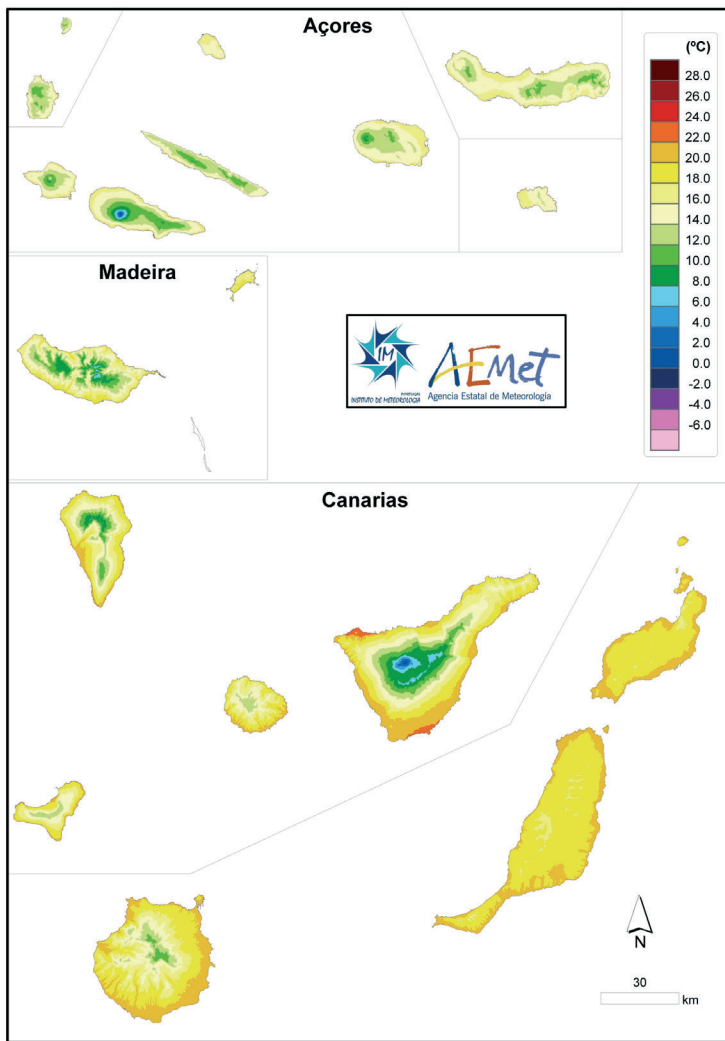 Açores
(ºC)
28.0
26.0
24.0
22.0
20.0
18.0
16.0
14.0
12.0
10.0
8.0
6.0
4.0
2.0
0.0
-2.0
-4.0
-6.0
Madeira
IM
PORTUGAL
INSTITUTO DE METEOROLOGIA
AEmet
Agencia Estatal de Meteorología
Canarias
N
30
km